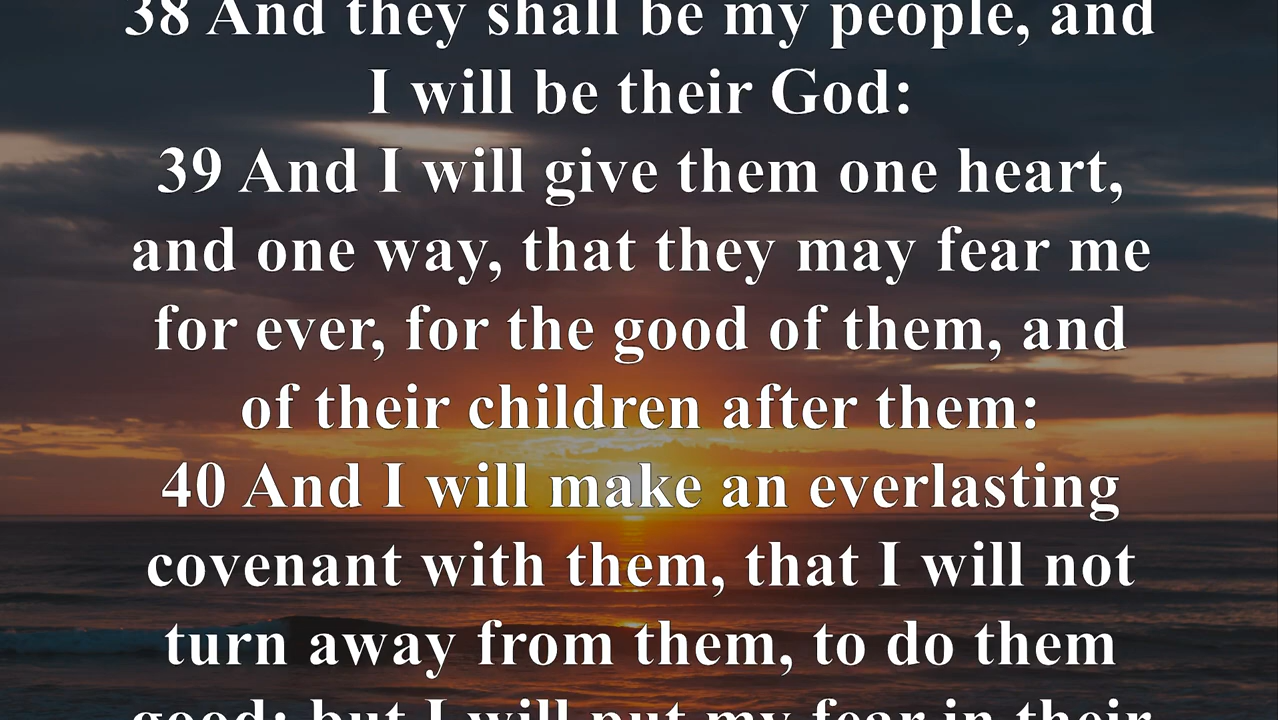 38 And they shall be my people, and
I will be their God:
39 And I will give them one heart,
and one way, that they may fear me
for ever, for the good of them, and
of their children after them:
40 And I will make an everlasting
covenant with them, that I will not
turn away from them, to do them
good; but I will put my fear in their